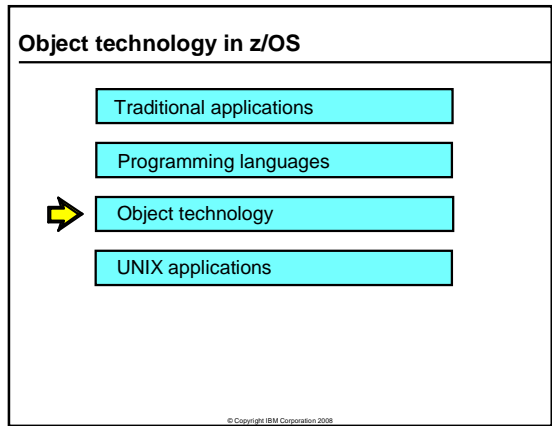 Object technology in z/OS
Traditional applications
Programming languages
Object technology
UNIX applications
© Copyright IBM Corporation 2008